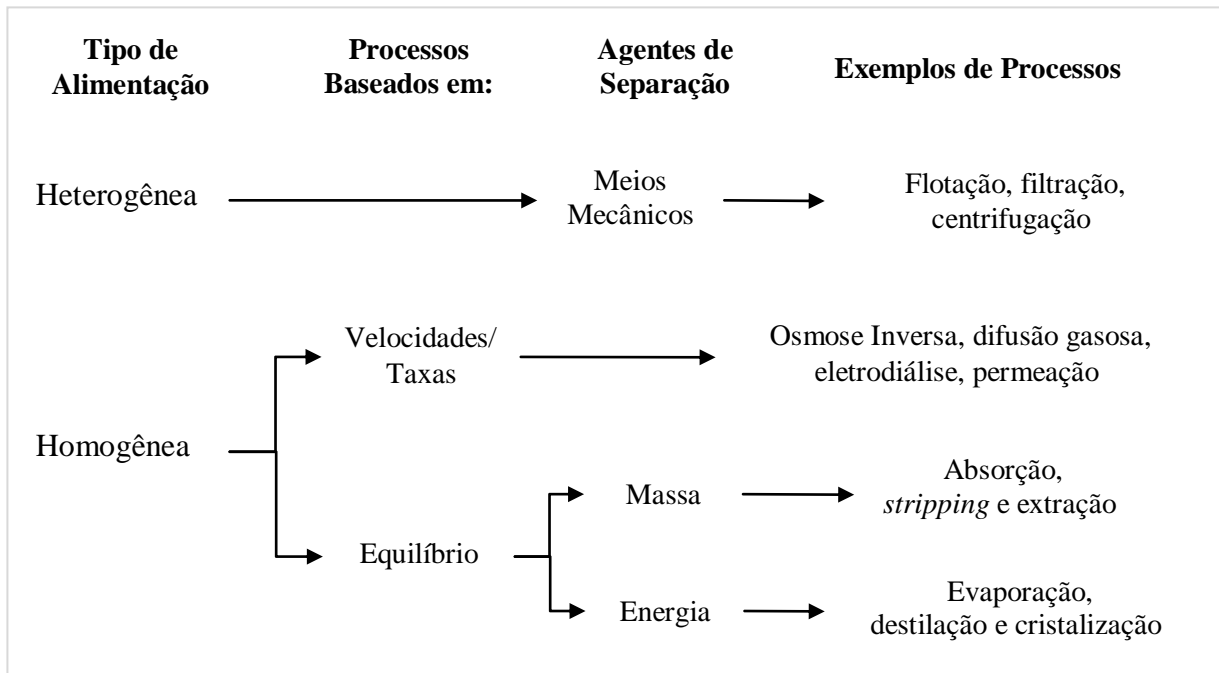 Tipo de
Alimentação
Processos
Baseados em:
Agentes de
Separação
Exemplos de Processos
Heterogênea
Meios
Mecânicos
Flotação, filtração,
centrifugação
Homogênea
Velocidades/
Taxas
Osmose Inversa, difusão gasosa,
eletrodiálise, permeação
Equilíbrio
Massa
Absorção,
stripping e extração
Energia
Evaporação,
destilação e cristalização